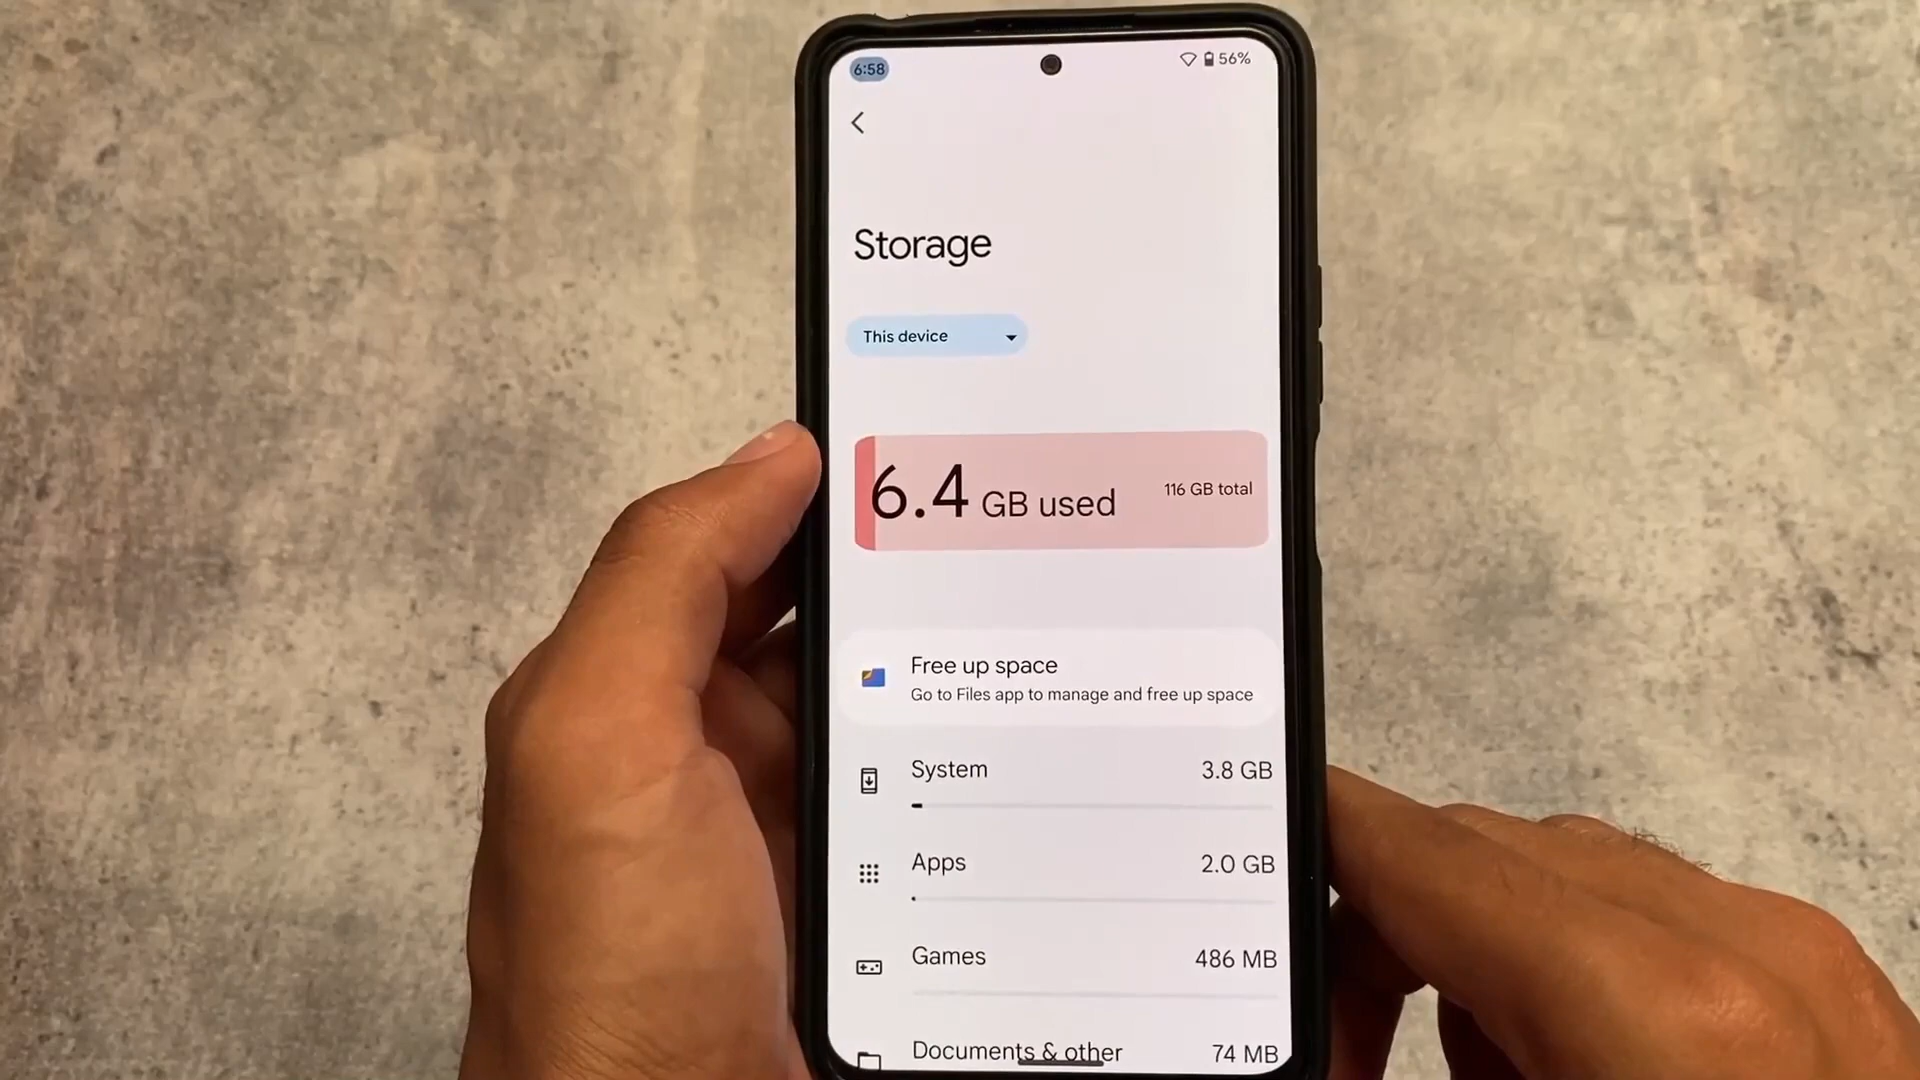 6:58
56%
Storage
This device
6.4 GB used
116 GB total
Free up space
Go to Files app to manage and free up space
System
3.8 GB
Apps
2.0 GB
Games
486 MB
Documents & other
74 MB